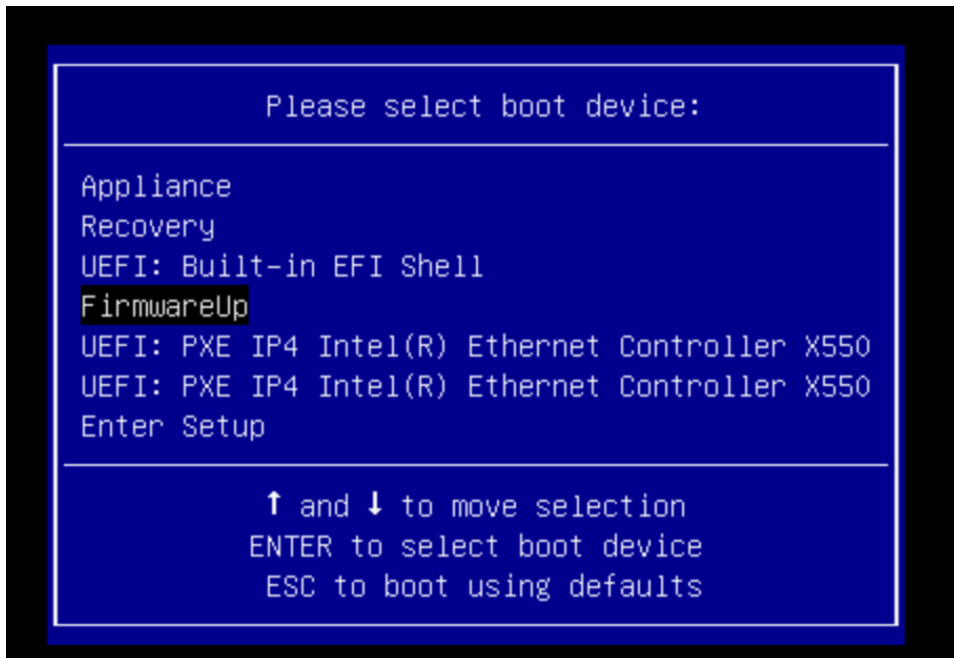 Please select boot device:
Appliance
Recovery
UEFI: Built-in EFI Shell
FirmwareUp
UEFI: PXE IP4 Intel(R) Ethernet Controller X550
UEFI: PXE IP4 Intel(R) Ethernet Controller X550
Enter Setup
↑ and ↓ to move selection
ENTER to select boot device
ESC to boot using defaults